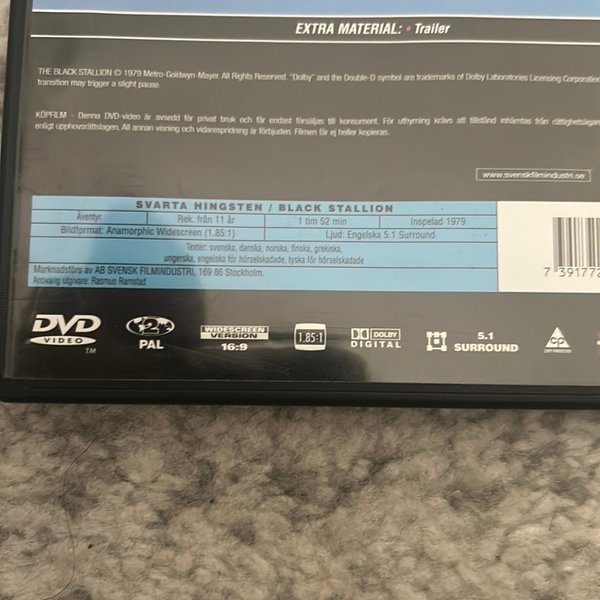 EXTRA MATERIAL: • Trailer
THE BLACK STALLION © 1979 Metro-Goldwyn-Mayer. All Rights Reserved. "Dolby" and the Double-D symbol are trademarks of Dolby Laboratories Licensing Corporation
transition may trigger a slight pause.
KÖPFILM - Denna DVD-video är avsedd för privat bruk och får endast försäljas till konsument. För uthyrning krävs att tillstånd inhämtas från
enligt upphovsrättslagen. All annan visning och vidarespridning är förbjuden. Filmen får ej heller kopieras.
www.svenskfilmindustri.se
SVARTA HINGSTEN / BLACK STALLION
Äventyr Rek. från 11 år 1 tim 52 min Inspelad 1979
Bildformat: Anamorphic Widescreen (1.85:1) Ljud: Engelska 5.1 Surround
Texter: svenska, danska, norska, finska, grekiska,
ungerska, engelska för hörselskadade, tyska för hörselskadade
Marknadsförs av AB SVENSK FILMINDUSTRI, 169 86 Stockholm.
Ansvarig utgivare: Rasmus Ramstad
7 391772
DVD
VIDEO
TM
2
PAL
WIDESCREEN
VERSION
16:9
1.85:1
DOLBY
DIGITAL
5.1
SURROUND
CP
COPY PROTECTED